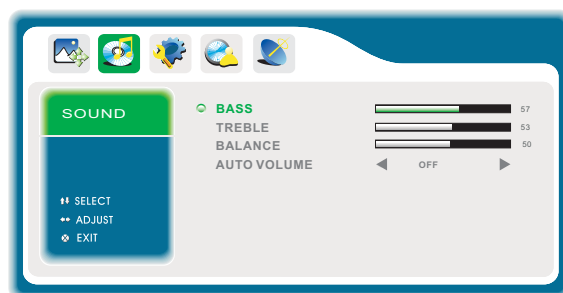 SOUND
BASS 57
TREBLE 53
BALANCE 50
AUTO VOLUME OFF
SELECT
ADJUST
EXIT